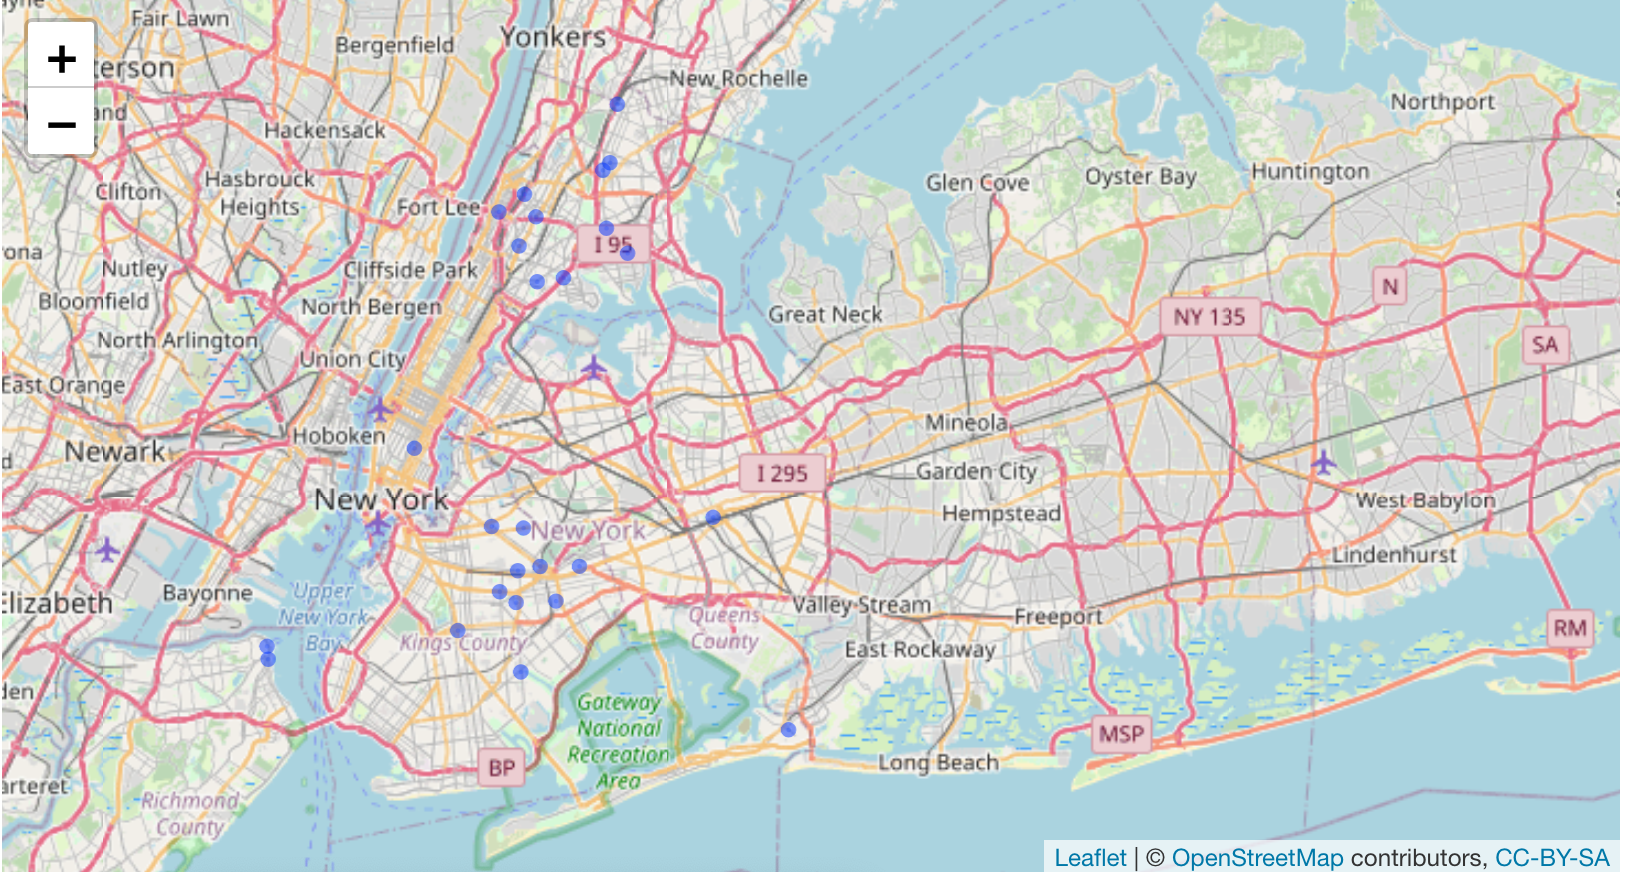 Fair Lawn
Yonkers
Bergenfield
+
terson
New Rochelle
Northport
−
and
Hackensack
Hasbrouck
Heights
Clifton
Fort Lee
Glen Cove
Oyster Bay
Huntington
ona
I 95
Nutley
Cliffside Park
N
Bloomfield
North Bergen
Great Neck
NY 135
North Arlington
Union City
SA
East Orange
Mineola
Hoboken
Newark
I 295
Garden City
New York
West Babylon
Hempstead
New York
Lindenhurst
Bayonne
Upper
New York
Bay
Elizabeth
Valley Stream
Queens
County
Freeport
RM
Kings County
East Rockaway
den
Gateway
National
Recreation
Area
MSP
BP
Long Beach
arteret
Richmond
County
Leaflet | © OpenStreetMap contributors, CC-BY-SA